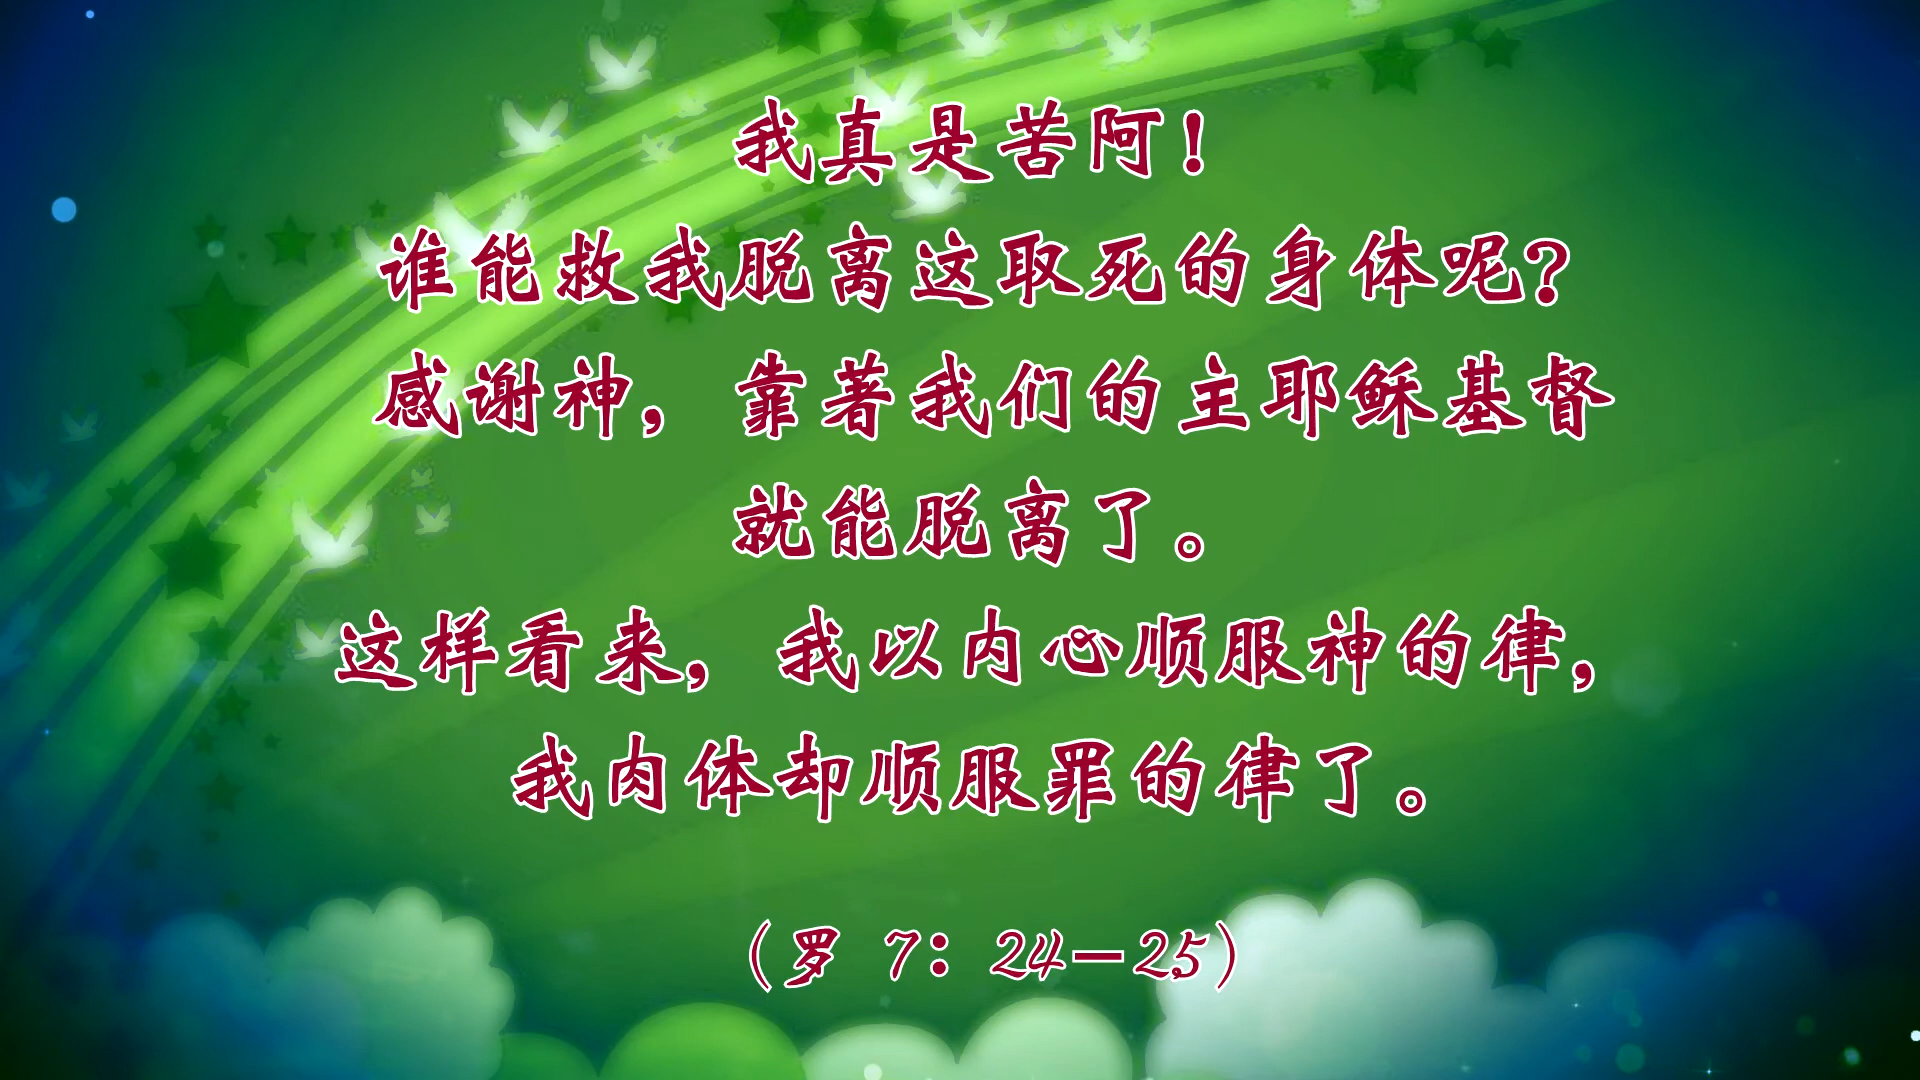 我真是苦阿！
谁能救我脱离这取死的身体呢？
感谢神，靠著我们的主耶稣基督
就能脱离了。
这样看来，我以内心顺服神的律，
我肉体却顺服罪的律了。
（罗 7：24－25）